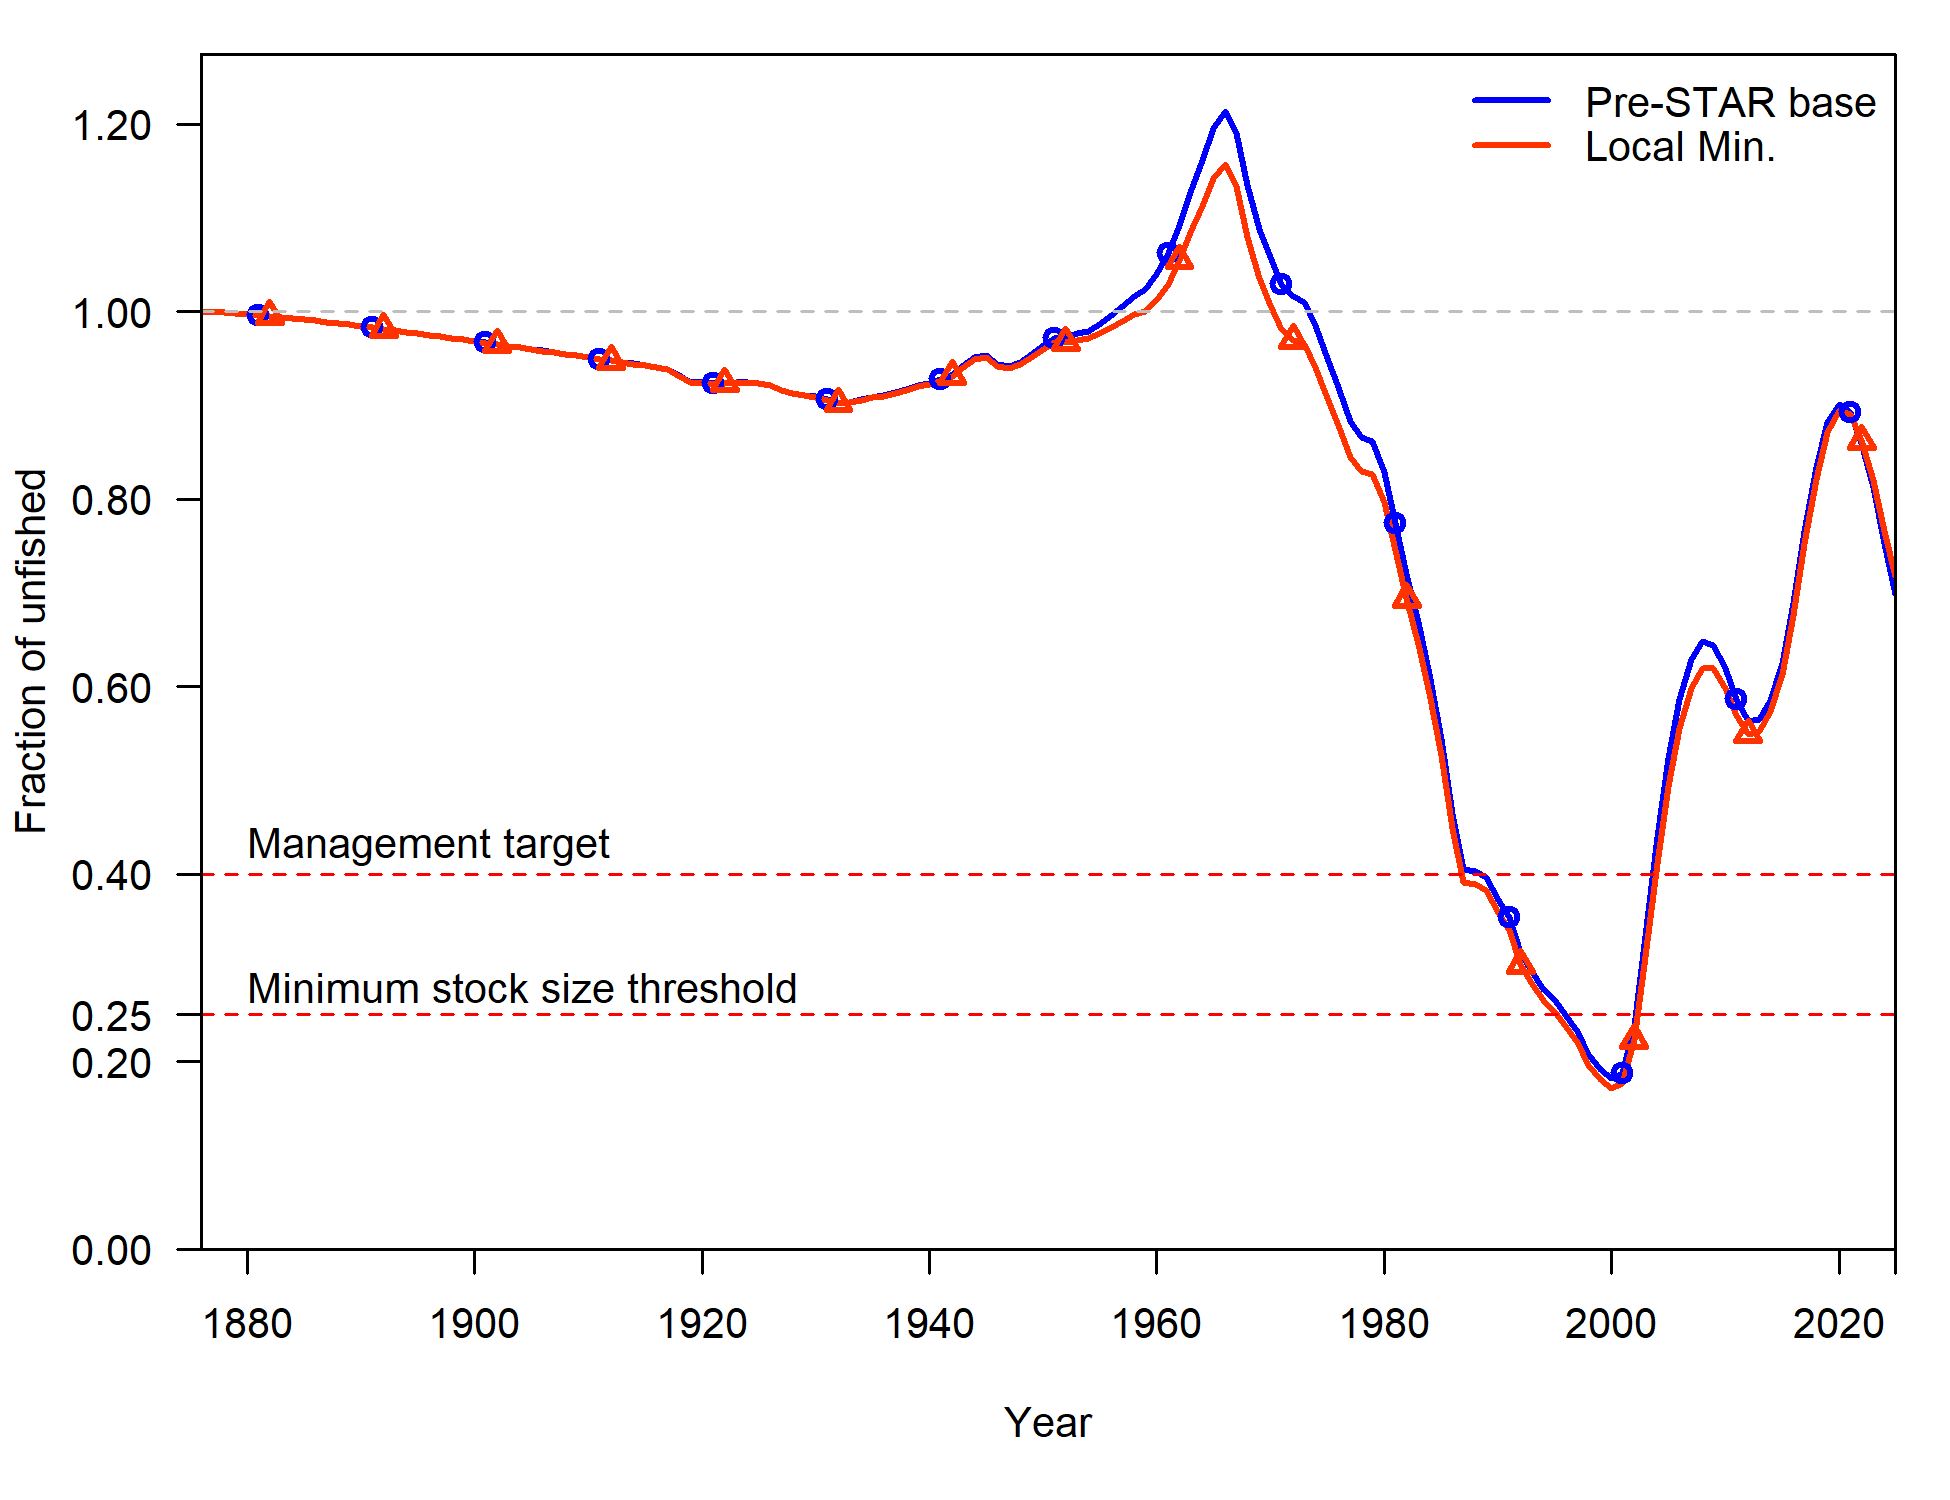 Pre-STAR base
Local Min.
1.20
1.00
0.80
0.60
0.40
0.25
0.20
0.00
Fraction of unfished
Management target
Minimum stock size threshold
1880
1900
1920
1940
1960
1980
2000
2020
Year